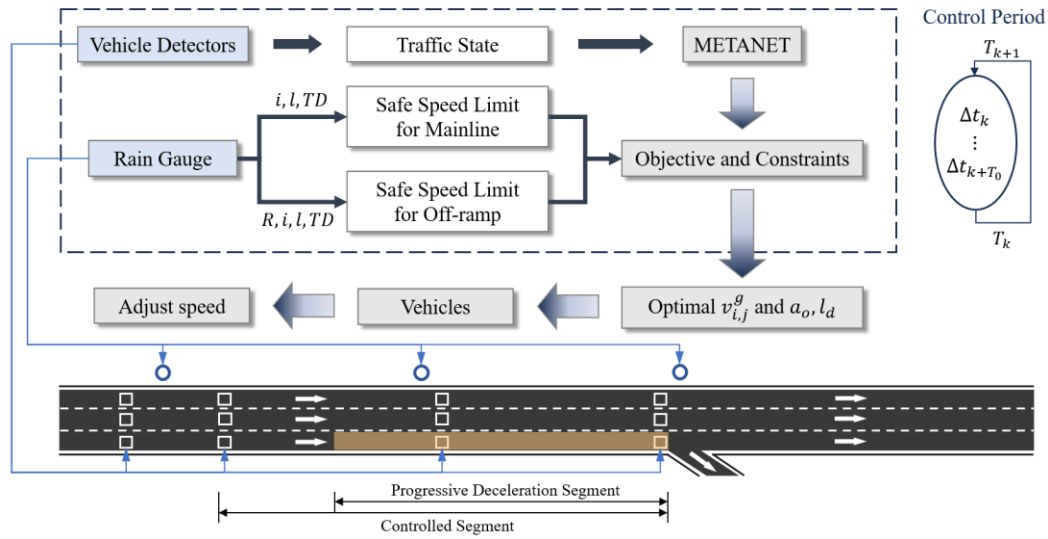 Control Period
Vehicle Detectors
Traffic State
METANET
T_{k+1}
i, l, TD
Safe Speed Limit
for Mainline
Δt_k
⋮
Δt_{k+T_0}
Rain Gauge
Objective and Constraints
R, i, l, TD
Safe Speed Limit
for Off-ramp
T_k
Adjust speed
Vehicles
Optimal v_{i,j}^g and a_o, l_d
Progressive Deceleration Segment
Controlled Segment